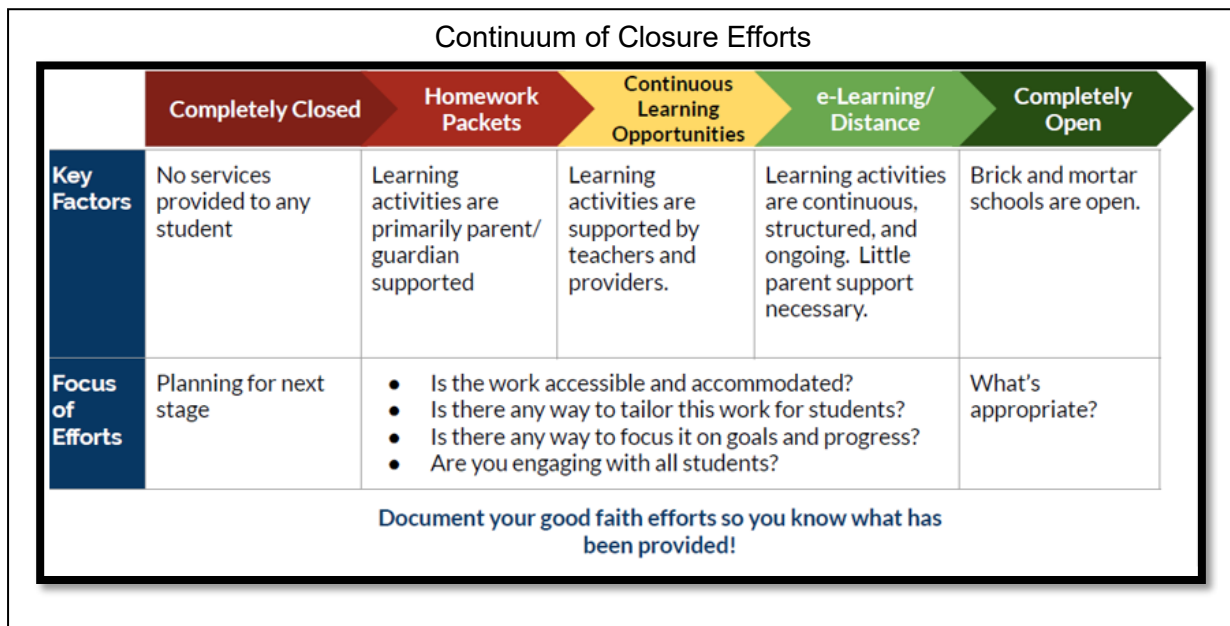 Continuum of Closure Efforts
Completely Closed
Homework
Packets
Continuous
Learning
Opportunities
e-Learning/
Distance
Completely
Open
Key
Factors
No services
provided to any
student
Learning
activities are
primarily parent/
guardian
supported
Learning
activities are
supported by
teachers and
providers.
Learning activities
are continuous,
structured, and
ongoing. Little
parent support
necessary.
Brick and mortar
schools are open.
Focus
of
Efforts
Planning for next
stage
● Is the work accessible and accommodated?
● Is there any way to tailor this work for students?
● Is there any way to focus it on goals and progress?
● Are you engaging with all students?
What's
appropriate?
Document your good faith efforts so you know what has
been provided!